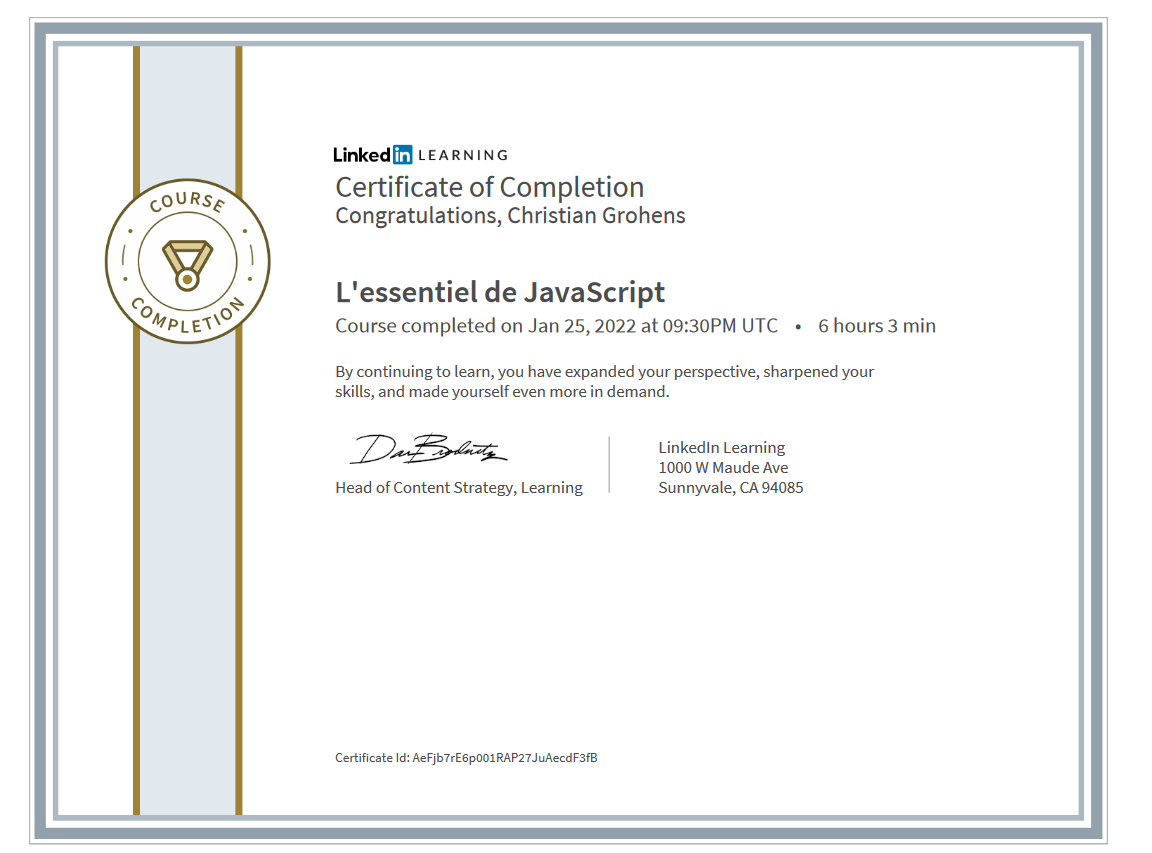 COURSE
COMPLETION
Linked in LEARNING
Certificate of Completion
Congratulations, Christian Grohens
L'essentiel de JavaScript
Course completed on Jan 25, 2022 at 09:30PM UTC • 6 hours 3 min
By continuing to learn, you have expanded your perspective, sharpened your
skills, and made yourself even more in demand.
Head of Content Strategy, Learning
LinkedIn Learning
1000 W Maude Ave
Sunnyvale, CA 94085
Certificate Id: AeFjb7rE6p001RAP27JuAecdF3fB